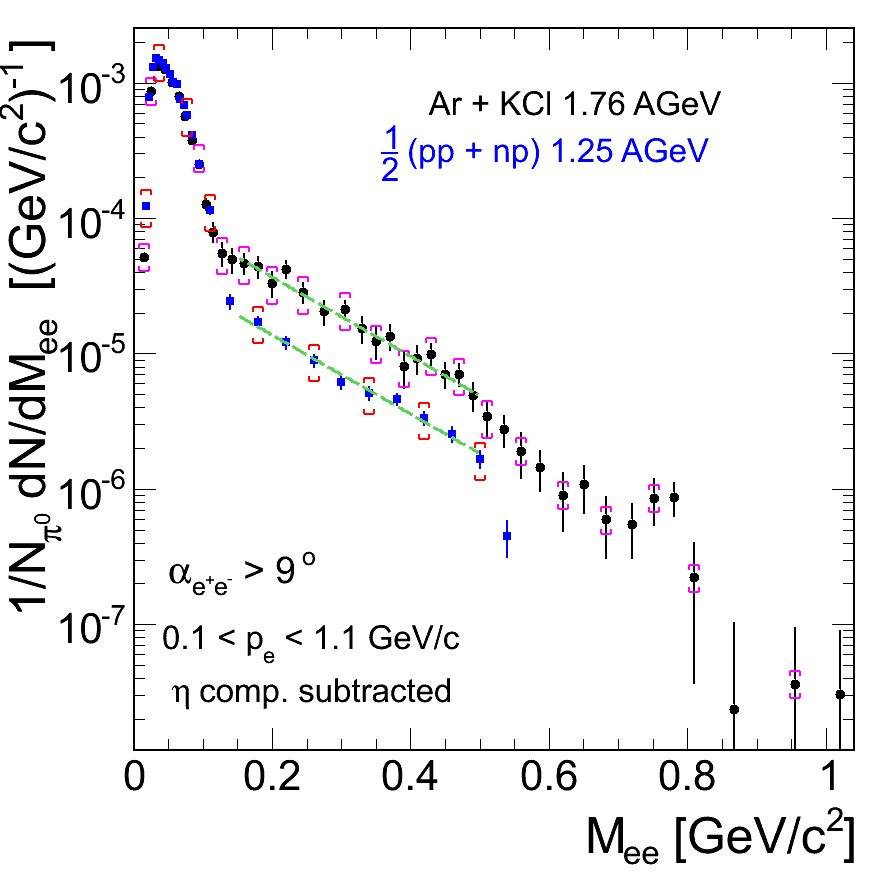 1/N_π⁰ dN/dM_ee [(GeV/c²)⁻¹]
10⁻³
10⁻⁴
10⁻⁵
10⁻⁶
10⁻⁷
Ar + KCl 1.76 AGeV
1/2 (pp + np) 1.25 AGeV
α_e⁺e⁻ > 9°
0.1 < p_e < 1.1 GeV/c
η comp. subtracted
0 0.2 0.4 0.6 0.8 1
M_ee [GeV/c²]